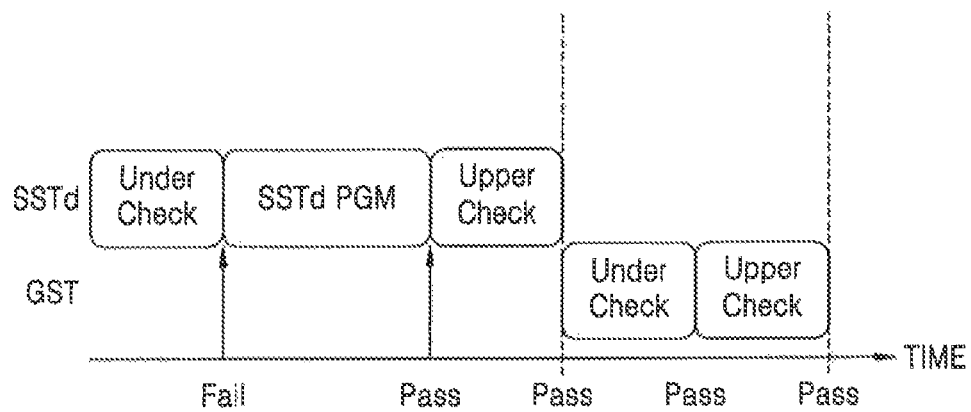 SSTd
Under
Check
SSTd PGM
Upper
Check
GST
Under
Check
Upper
Check
TIME
Fail
Pass
Pass
Pass
Pass